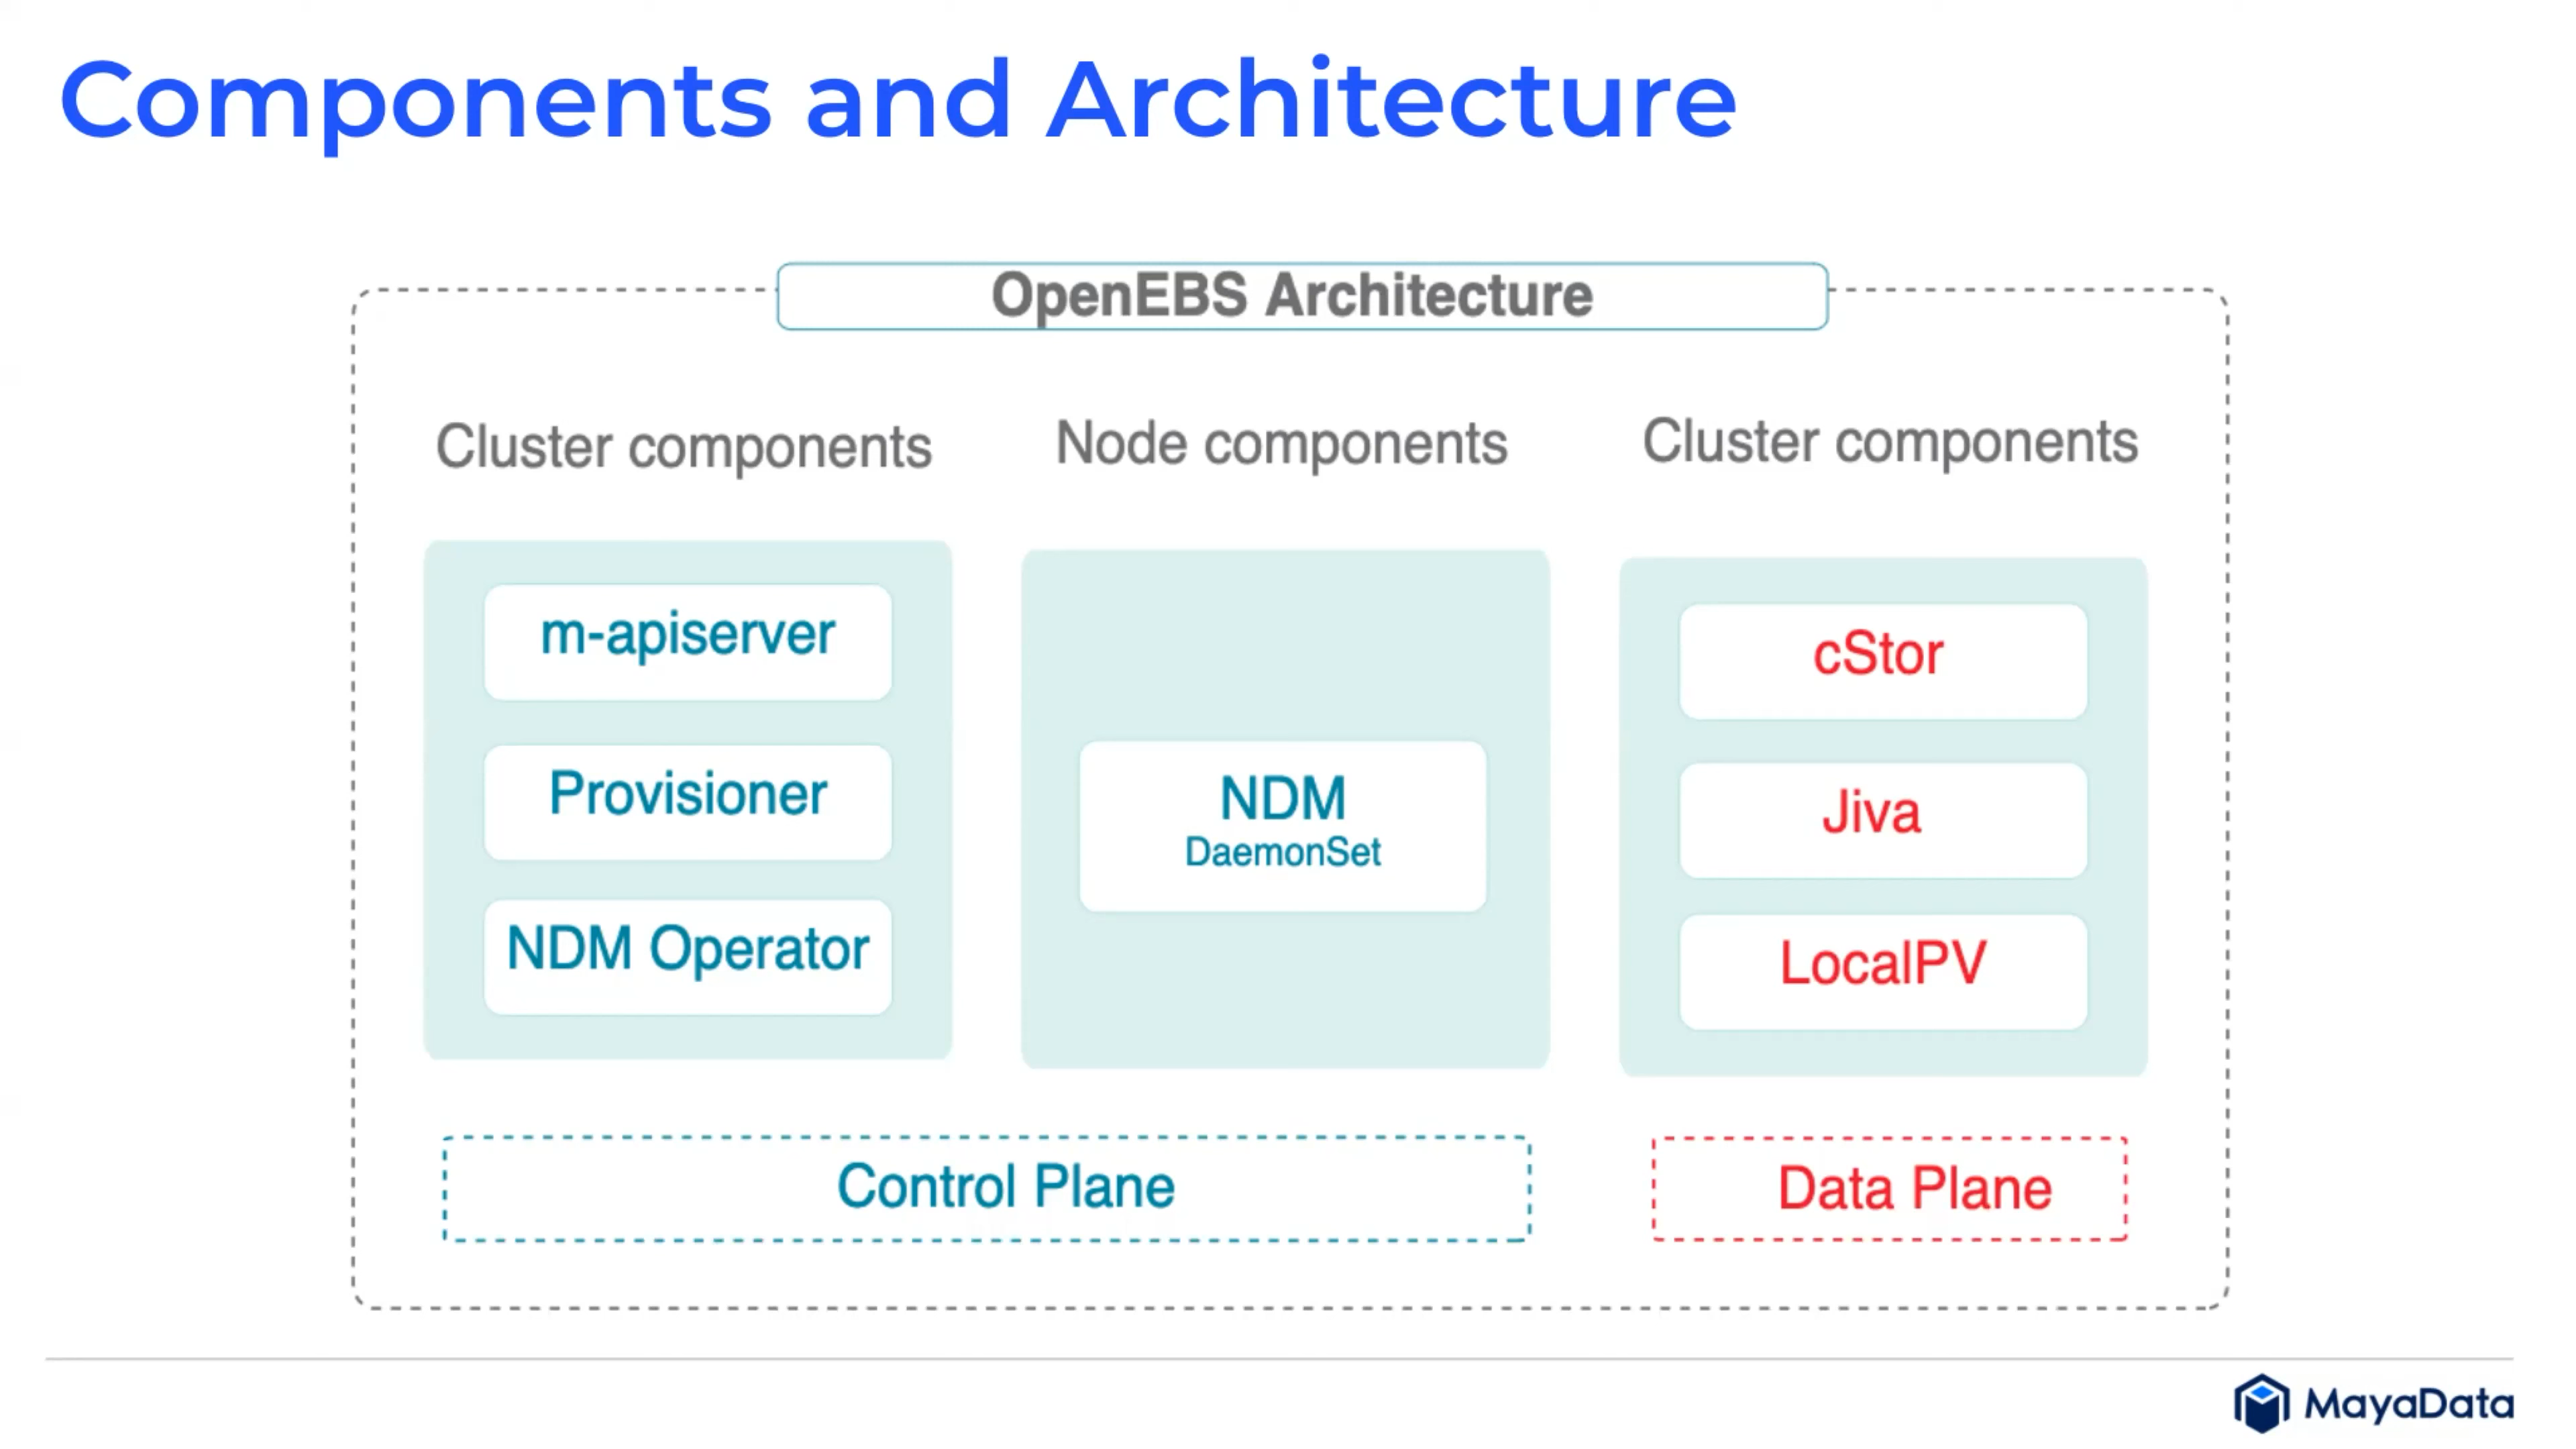 Components and Architecture
OpenEBS Architecture
Cluster components
m-apiserver
Provisioner
NDM Operator
Node components
NDM
DaemonSet
Cluster components
cStor
Jiva
LocalPV
Control Plane
Data Plane
MayaData